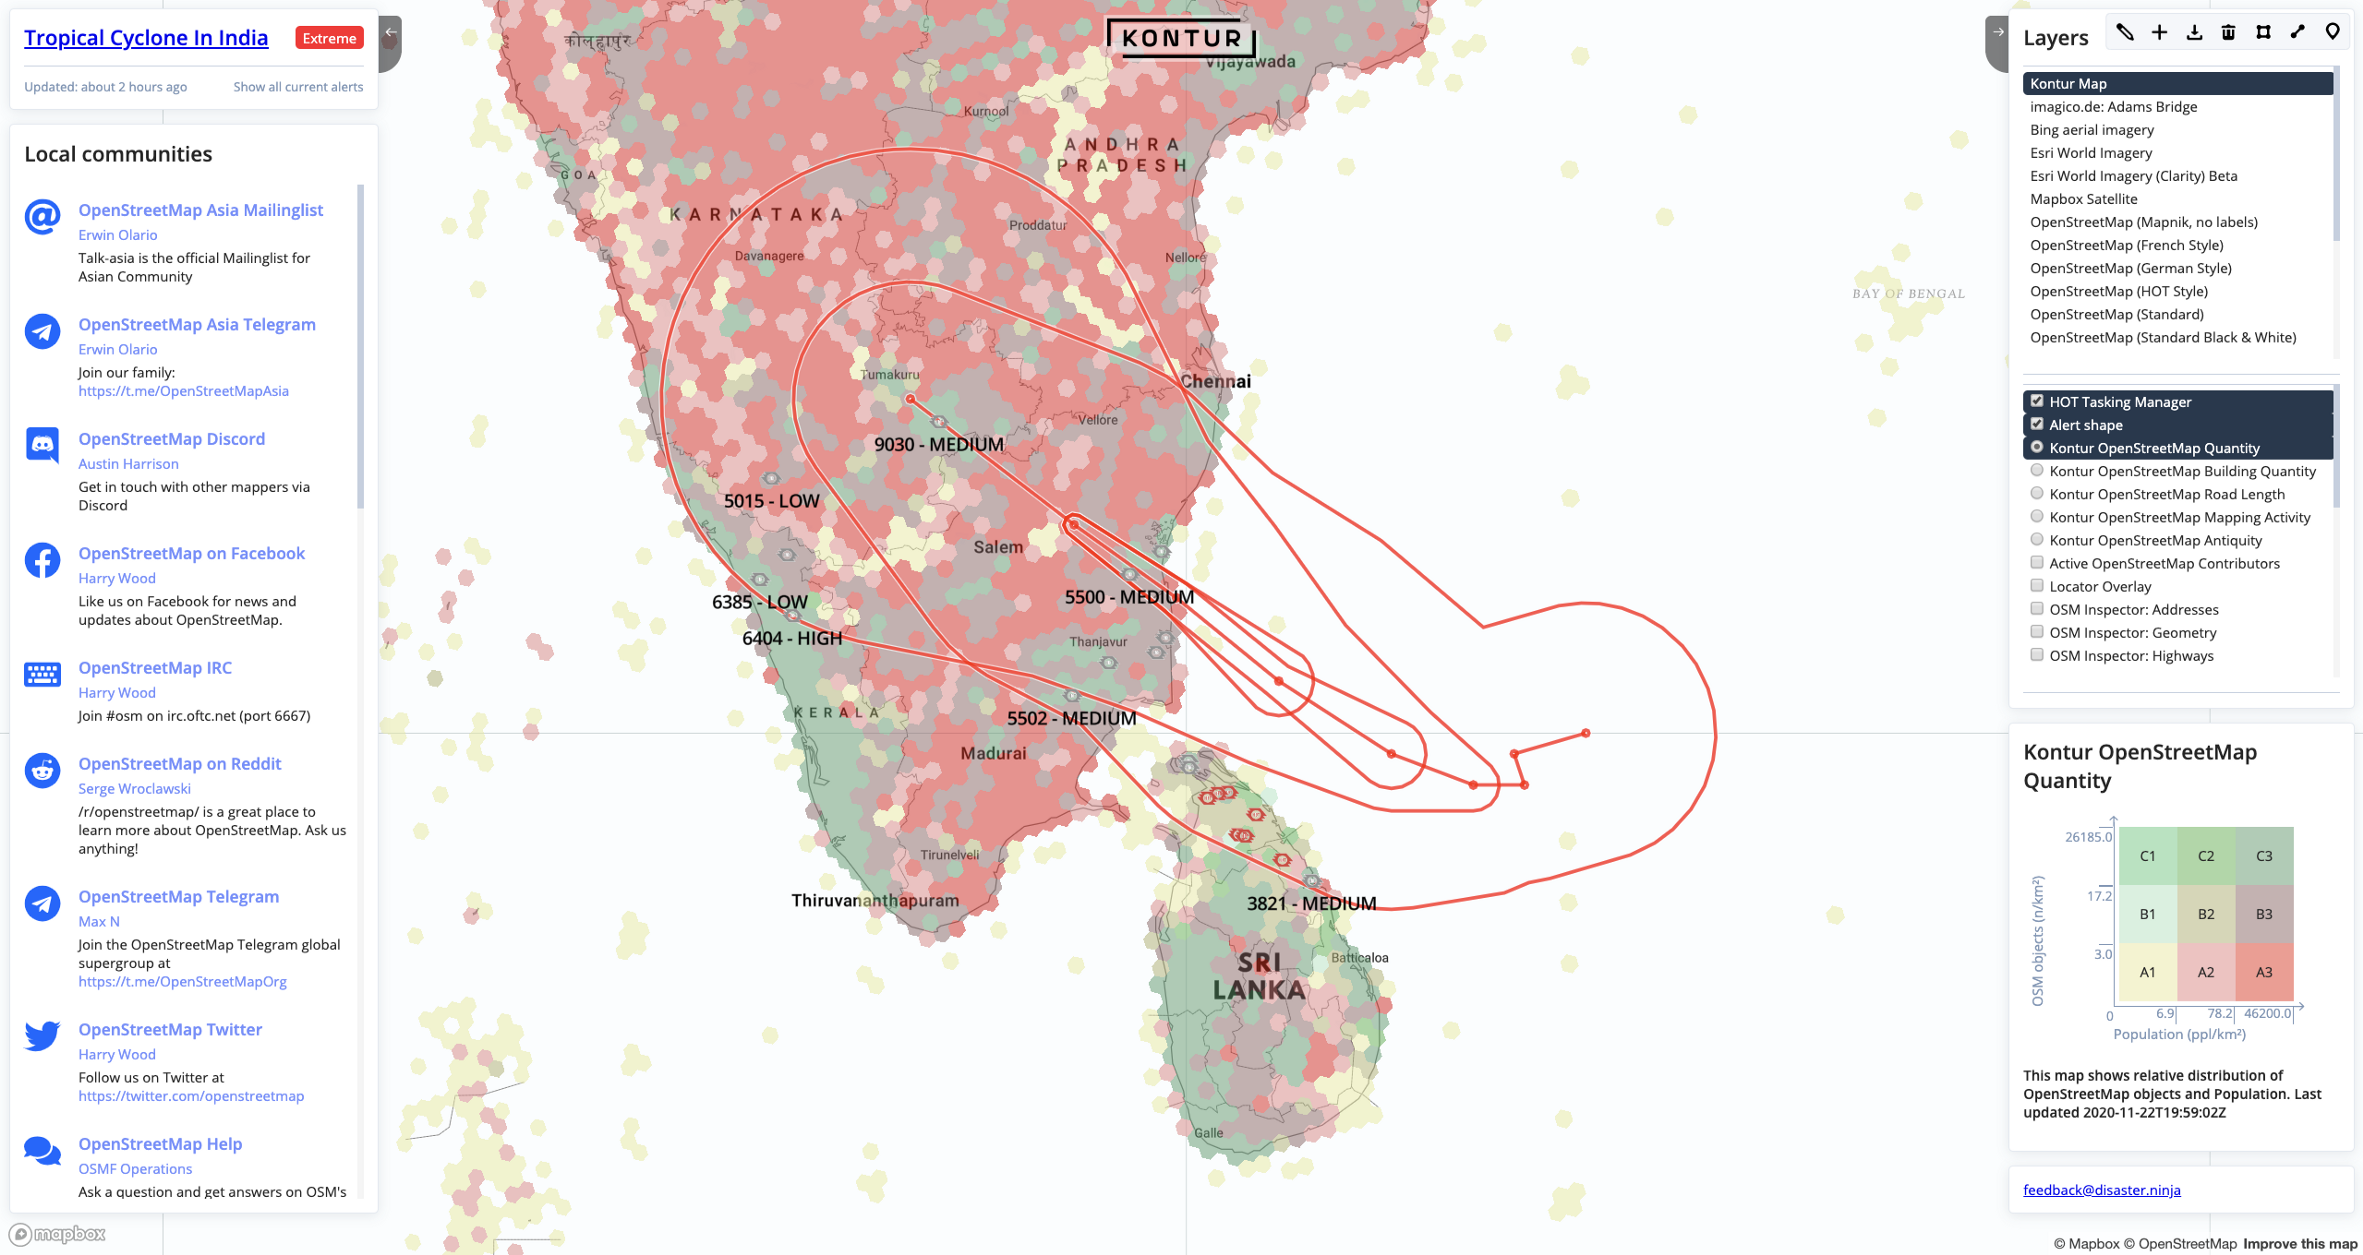 Tropical Cyclone In India
Extreme
Updated: about 2 hours ago
Show all current alerts
Local communities
OpenStreetMap Asia Mailinglist
Erwin Olario
Talk-asia is the official Mailinglist for
Asian Community
OpenStreetMap Asia Telegram
Erwin Olario
Join our family:
https://t.me/OpenStreetMapAsia
OpenStreetMap Discord
Austin Harrison
Get in touch with other mappers via
Discord
OpenStreetMap on Facebook
Harry Wood
Like us on Facebook for news and
updates about OpenStreetMap.
OpenStreetMap IRC
Harry Wood
Join #osm on irc.oftc.net (port 6667)
OpenStreetMap on Reddit
Serge Wroclawski
/r/openstreetmap/ is a great place to
learn more about OpenStreetMap. Ask us
anything!
OpenStreetMap Telegram
Max N
Join the OpenStreetMap Telegram global
supergroup at
https://t.me/OpenStreetMapOrg
OpenStreetMap Twitter
Harry Wood
Follow us on Twitter at
https://twitter.com/openstreetmap
OpenStreetMap Help
OSMF Operations
Ask a question and get answers on OSM's
mapbox
KONTUR
कोल्हापुर
Vijayawada
Kurnool
ANDHRA
PRADESH
GOA
KARNATAKA
Proddatur
Davanagere
Nellore
BAY OF BENGAL
Tumakuru
Chennai
Vellore
9030 - MEDIUM
5015 - LOW
Salem
6385 - LOW
5500 - MEDIUM
6404 - HIGH
Thanjavur
KERALA
5502 - MEDIUM
Madurai
Tirunelveli
Thiruvananthapuram
3821 - MEDIUM
SRI
LANKA
Batticaloa
Galle
Layers
Kontur Map
imagico.de: Adams Bridge
Bing aerial imagery
Esri World Imagery
Esri World Imagery (Clarity) Beta
Mapbox Satellite
OpenStreetMap (Mapnik, no labels)
OpenStreetMap (French Style)
OpenStreetMap (German Style)
OpenStreetMap (HOT Style)
OpenStreetMap (Standard)
OpenStreetMap (Standard Black & White)
HOT Tasking Manager
Alert shape
Kontur OpenStreetMap Quantity
Kontur OpenStreetMap Building Quantity
Kontur OpenStreetMap Road Length
Kontur OpenStreetMap Mapping Activity
Kontur OpenStreetMap Antiquity
Active OpenStreetMap Contributors
Locator Overlay
OSM Inspector: Addresses
OSM Inspector: Geometry
OSM Inspector: Highways
Kontur OpenStreetMap
Quantity
OSM objects (n/km²)
26185.0
17.2
3.0
0
C1 C2 C3
B1 B2 B3
A1 A2 A3
6.9 78.2 46200.0
Population (ppl/km²)
This map shows relative distribution of
OpenStreetMap objects and Population. Last
updated 2020-11-22T19:59:02Z
feedback@disaster.ninja
© Mapbox © OpenStreetMap Improve this map